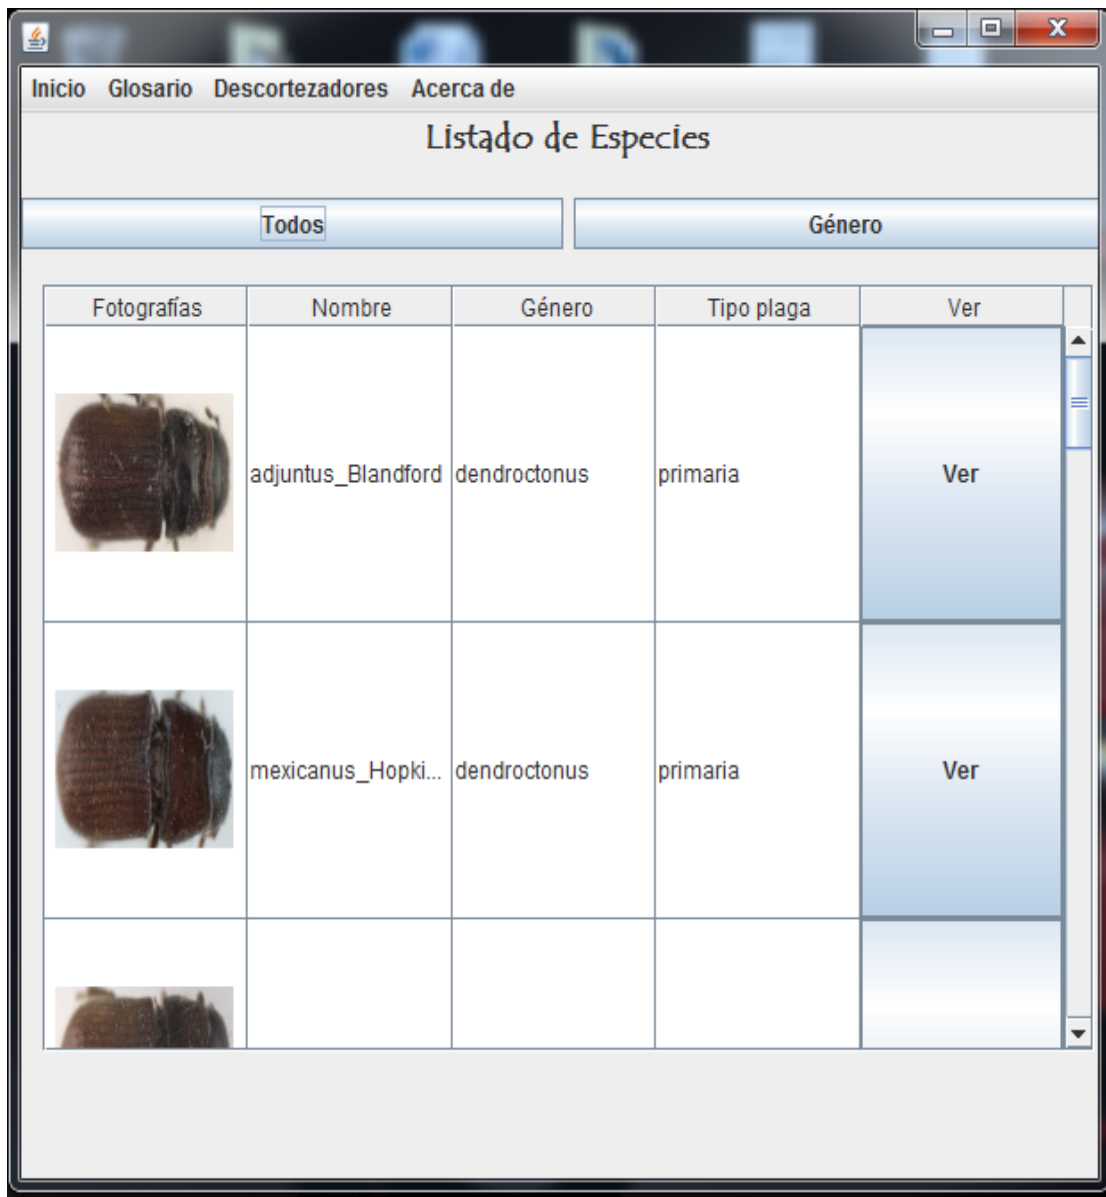 Inicio Glosario Descortezadores Acerca de
Listado de Especies
Todos Género
Fotografías Nombre Género Tipo plaga Ver
adjuntus_Blandford dendroctonus primaria Ver
mexicanus_Hopki... dendroctonus primaria Ver